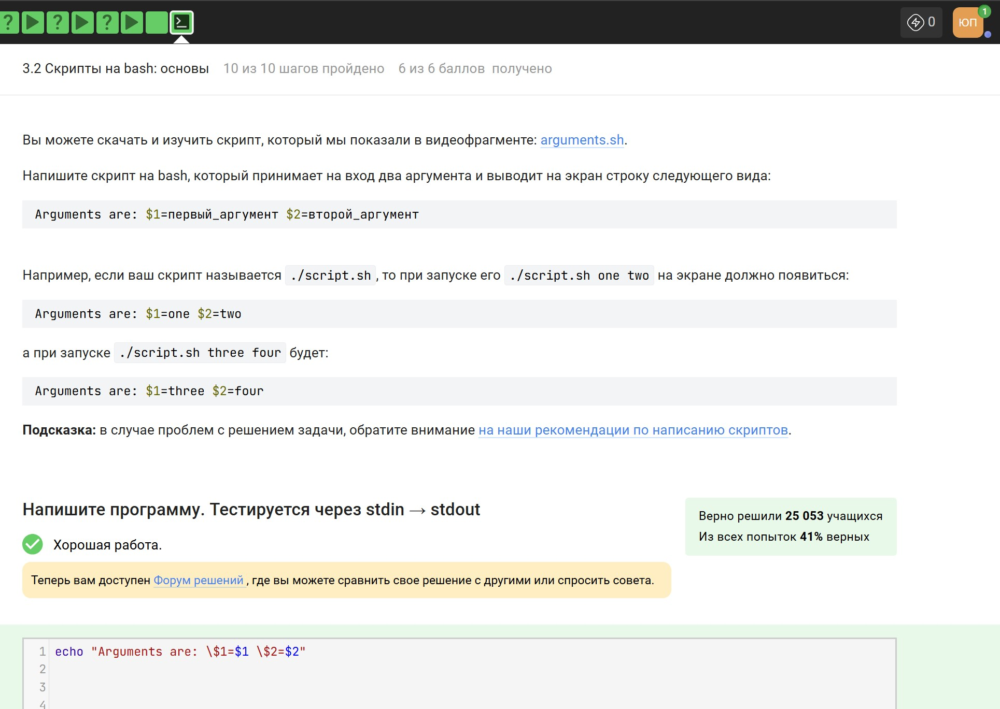 ? ? ? >_ 0 ЮП 1
3.2 Скрипты на bash: основы 10 из 10 шагов пройдено 6 из 6 баллов получено
Вы можете скачать и изучить скрипт, который мы показали в видеофрагменте: arguments.sh.
Напишите скрипт на bash, который принимает на вход два аргумента и выводит на экран строку следующего вида:
Arguments are: $1=первый_аргумент $2=второй_аргумент
Например, если ваш скрипт называется ./script.sh, то при запуске его ./script.sh one two на экране должно появиться:
Arguments are: $1=one $2=two
а при запуске ./script.sh three four будет:
Arguments are: $1=three $2=four
Подсказка: в случае проблем с решением задачи, обратите внимание на наши рекомендации по написанию скриптов.
Напишите программу. Тестируется через stdin → stdout
Верно решили 25 053 учащихся
Из всех попыток 41% верных
Хорошая работа.
Теперь вам доступен Форум решений, где вы можете сравнить свое решение с другими или спросить совета.
1 echo "Arguments are: \$1=$1 \$2=$2"
2
3
4